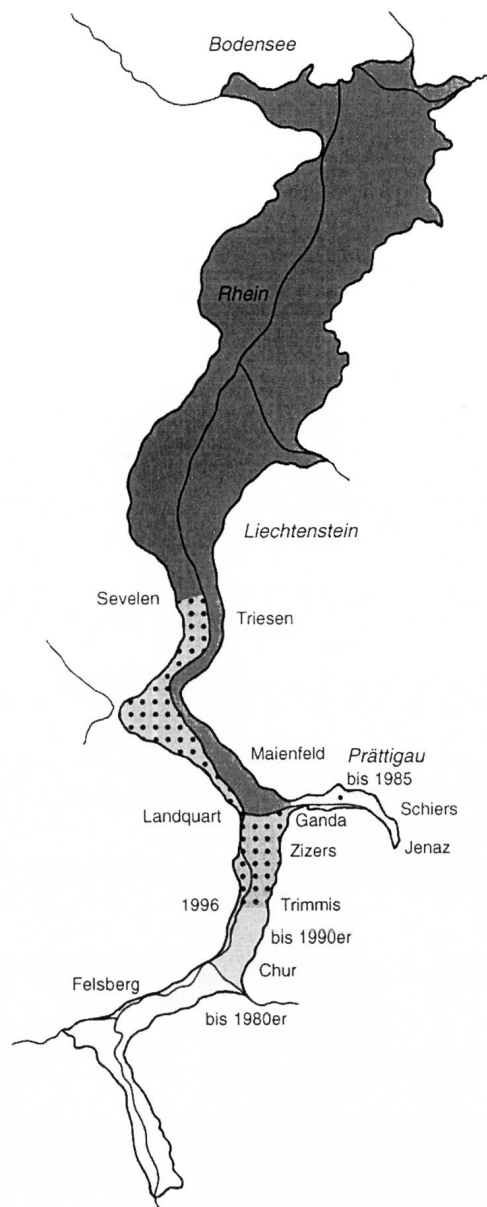 Bodensee
Rhein
Liechtenstein
Sevelen
Triesen
Maienfeld
Prättigau
bis 1985
Landquart
Ganda
Schiers
Zizers
Jenaz
1996
Trimmis
bis 1990er
Chur
Felsberg
bis 1980er